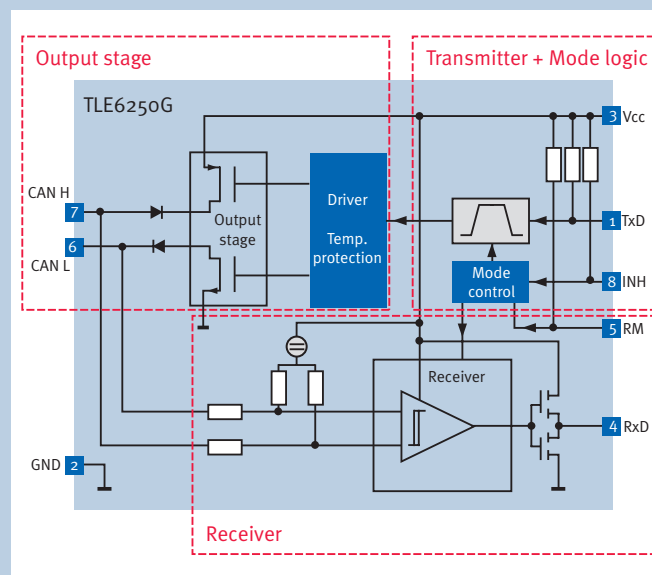 Output stage
Transmitter + Mode logic
TLE6250G
3 Vcc
CAN H
7
Driver
Output
stage
1 TxD
6
Temp.
protection
CAN L
Mode
control
8 INH
5 RM
Receiver
4 RxD
GND 2
Receiver